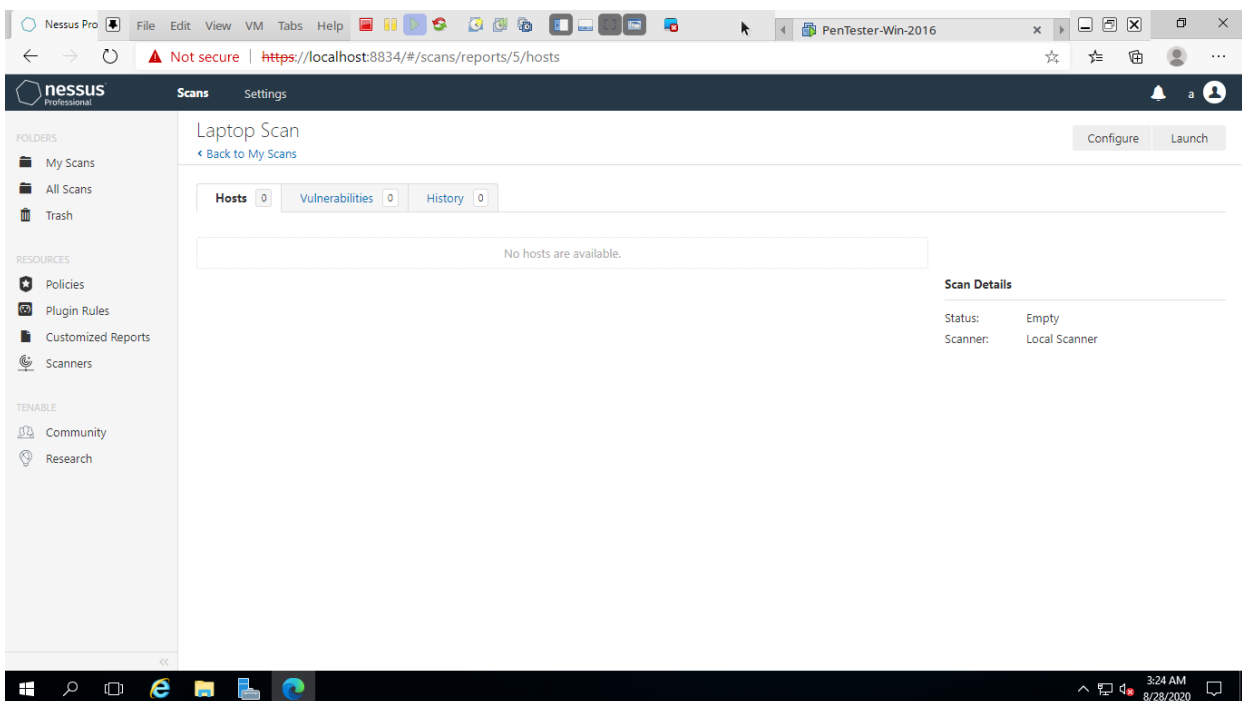 Nessus Pro File Edit View VM Tabs Help PenTester-Win-2016
Not secure | https://localhost:8834/#/scans/reports/5/hosts
nessus Professional Scans Settings a
FOLDERS
My Scans
All Scans
Trash
RESOURCES
Policies
Plugin Rules
Customized Reports
Scanners
TENABLE
Community
Research
Laptop Scan
Back to My Scans
Configure Launch
Hosts 0 Vulnerabilities 0 History 0
No hosts are available.
Scan Details
Status: Empty
Scanner: Local Scanner
3:24 AM
8/28/2020